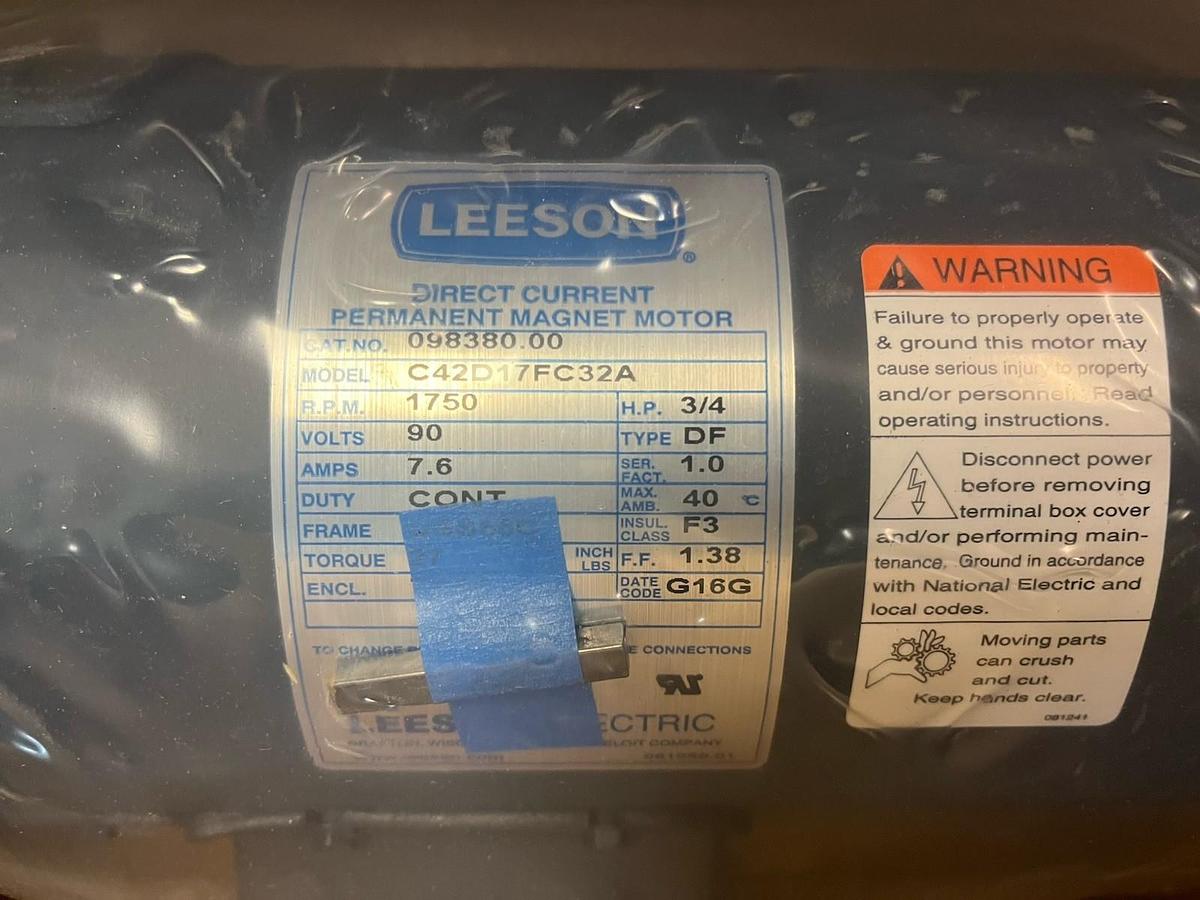 LEESON
®
DIRECT CURRENT
PERMANENT MAGNET MOTOR
CAT.NO. 098380.00
MODEL C42D17FC32A
R.P.M. 1750 H.P. 3/4
VOLTS 90 TYPE DF
AMPS 7.6 SER. FACT. 1.0
DUTY CONT MAX. AMB. 40 °C
FRAME INSUL. CLASS F3
TORQUE INCH LBS F.F. 1.38
ENCL. DATE CODE G16G
TO CHANGE CONNECTIONS
LEES ECTRIC
COMPANY
WARNING
Failure to properly operate
& ground this motor may
cause serious injury to property
and/or personnel. Read
operating instructions.
Disconnect power
before removing
terminal box cover
and/or performing main-
tenance. Ground in accordance
with National Electric and
local codes.
Moving parts
can crush
and cut.
Keep hands clear.
081241